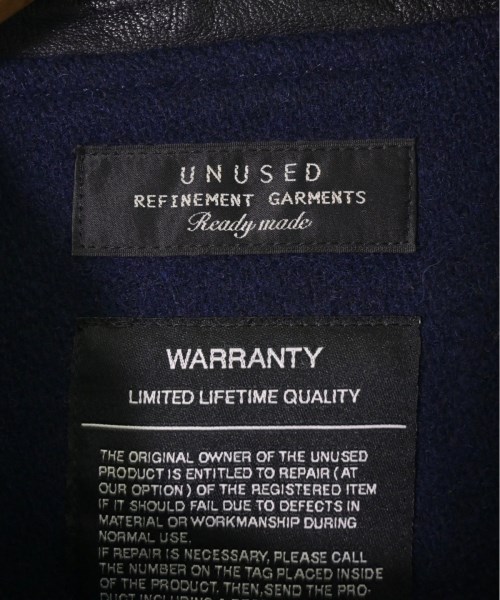 UNUSED
REFINEMENT GARMENTS
Ready made
WARRANTY
LIMITED LIFETIME QUALITY
THE ORIGINAL OWNER OF THE UNUSED
PRODUCT IS ENTITLED TO REPAIR (AT
OUR OPTION) OF THE REGISTERED ITEM
IF IT SHOULD FAIL DUE TO DEFECTS IN
MATERIAL OR WORKMANSHIP DURING
NORMAL USE.
IF REPAIR IS NECESSARY, PLEASE CALL
THE NUMBER ON THE TAG PLACED INSIDE
OF THE PRODUCT. THEN, SEND THE PRO-